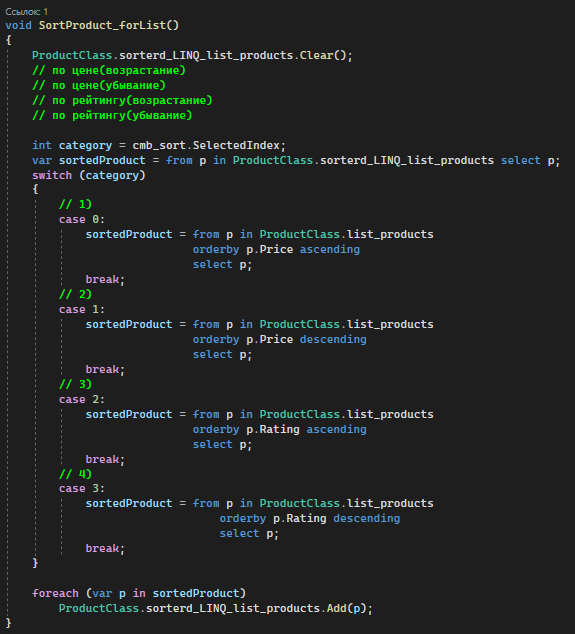 Ссылок: 1
void SortProduct_forList()
{
ProductClass.sorterd_LINQ_list_products.Clear();
// по цене(возрастание)
// по цене(убывание)
// по рейтингу(возрастание)
// по рейтингу(убывание)
int category = cmb_sort.SelectedIndex;
var sortedProduct = from p in ProductClass.sorterd_LINQ_list_products select p;
switch (category)
{
// 1)
case 0:
sortedProduct = from p in ProductClass.list_products
orderby p.Price ascending
select p;
break;
// 2)
case 1:
sortedProduct = from p in ProductClass.list_products
orderby p.Price descending
select p;
break;
// 3)
case 2:
sortedProduct = from p in ProductClass.list_products
orderby p.Rating ascending
select p;
break;
// 4)
case 3:
sortedProduct = from p in ProductClass.list_products
orderby p.Rating descending
select p;
break;
}
foreach (var p in sortedProduct)
ProductClass.sorterd_LINQ_list_products.Add(p);
}